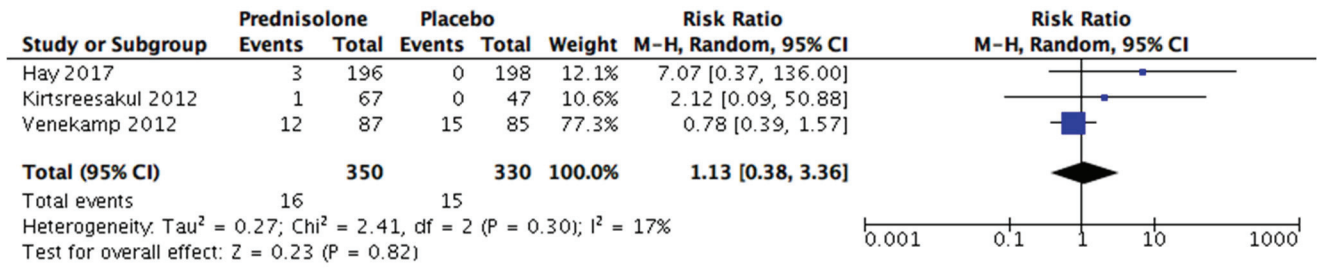 Prednisolone Placebo Risk Ratio Risk Ratio
Study or Subgroup Events Total Events Total Weight M-H, Random, 95% CI M-H, Random, 95% CI
Hay 2017 3 196 0 198 12.1% 7.07 [0.37, 136.00]
Kirtsreesakul 2012 1 67 0 47 10.6% 2.12 [0.09, 50.88]
Venekamp 2012 12 87 15 85 77.3% 0.78 [0.39, 1.57]
Total (95% CI) 350 330 100.0% 1.13 [0.38, 3.36]
Total events 16 15
Heterogeneity: Tau² = 0.27; Chi² = 2.41, df = 2 (P = 0.30); I² = 17%
Test for overall effect: Z = 0.23 (P = 0.82)
0.001 0.1 1 10 1000